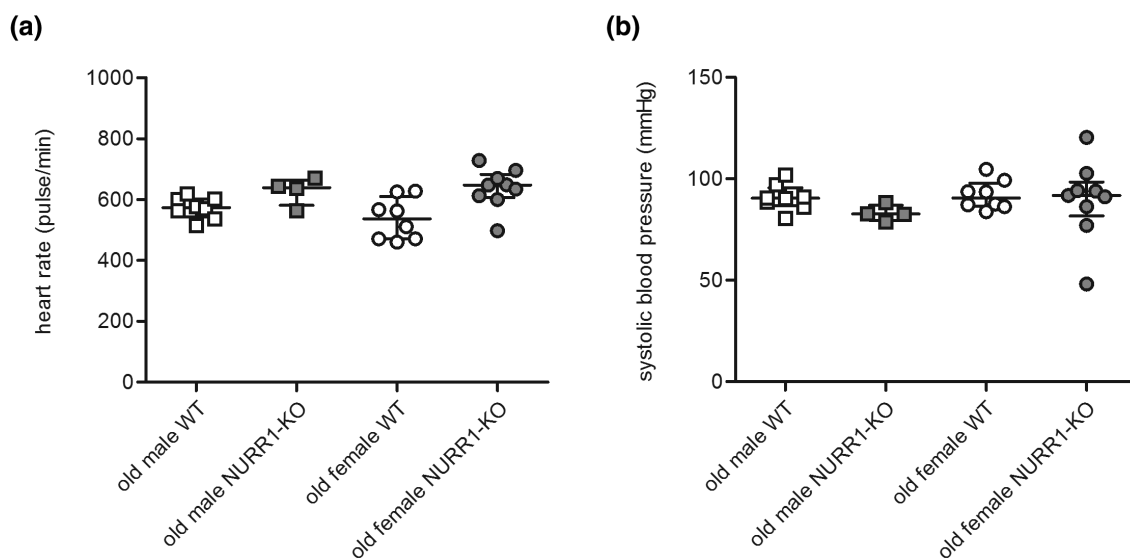 (a)
heart rate (pulse/min)
1000
800
600
400
200
0
old male WT
old male NURR1-KO
old female WT
old female NURR1-KO
(b)
systolic blood pressure (mmHg)
150
100
50
0
old male WT
old male NURR1-KO
old female WT
old female NURR1-KO